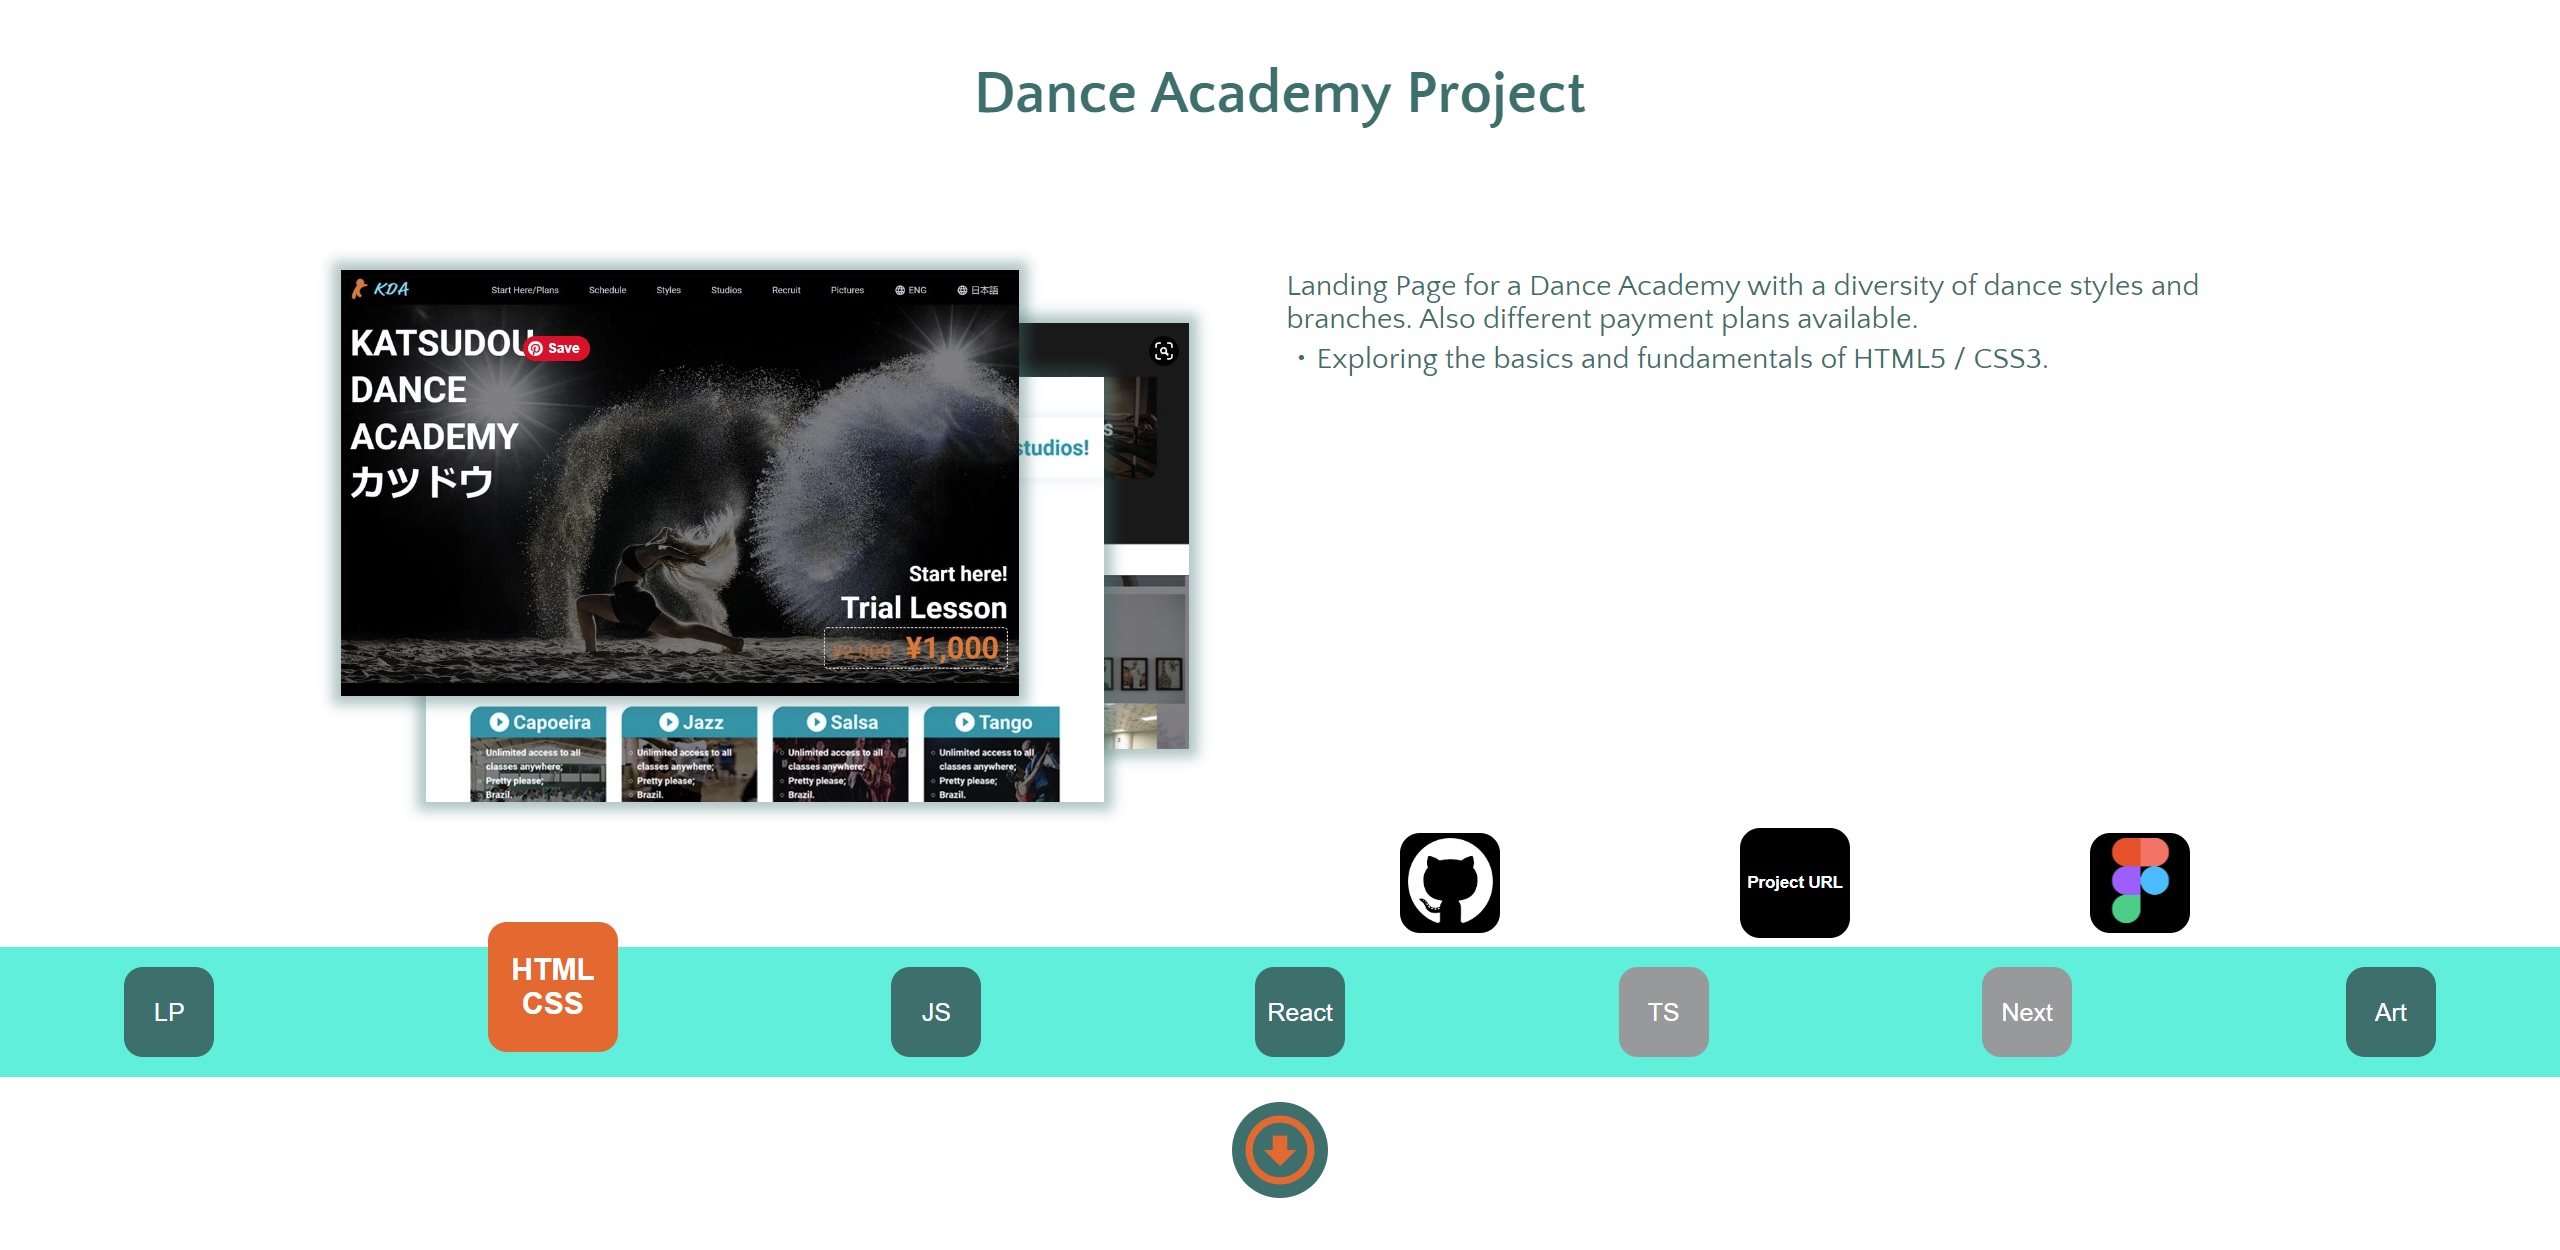 Dance Academy Project
KDA
Start Here/Plans Schedule Styles Studios Recruit Pictures ENG 日本語
KATSUDOU
Save
DANCE
ACADEMY
カツドウ
Start here!
Trial Lesson
¥2,000 ¥1,000
studios!
s
Capoeira
Unlimited access to all
classes anywhere;
Pretty please;
Brazil.
Jazz
Unlimited access to all
classes anywhere;
Pretty please;
Brazil.
Salsa
Unlimited access to all
classes anywhere;
Pretty please;
Brazil.
Tango
Unlimited access to all
classes anywhere;
Pretty please;
Brazil.
Landing Page for a Dance Academy with a diversity of dance styles and
branches. Also different payment plans available.
• Exploring the basics and fundamentals of HTML5 / CSS3.
Project URL
LP
HTML
CSS
JS
React
TS
Next
Art